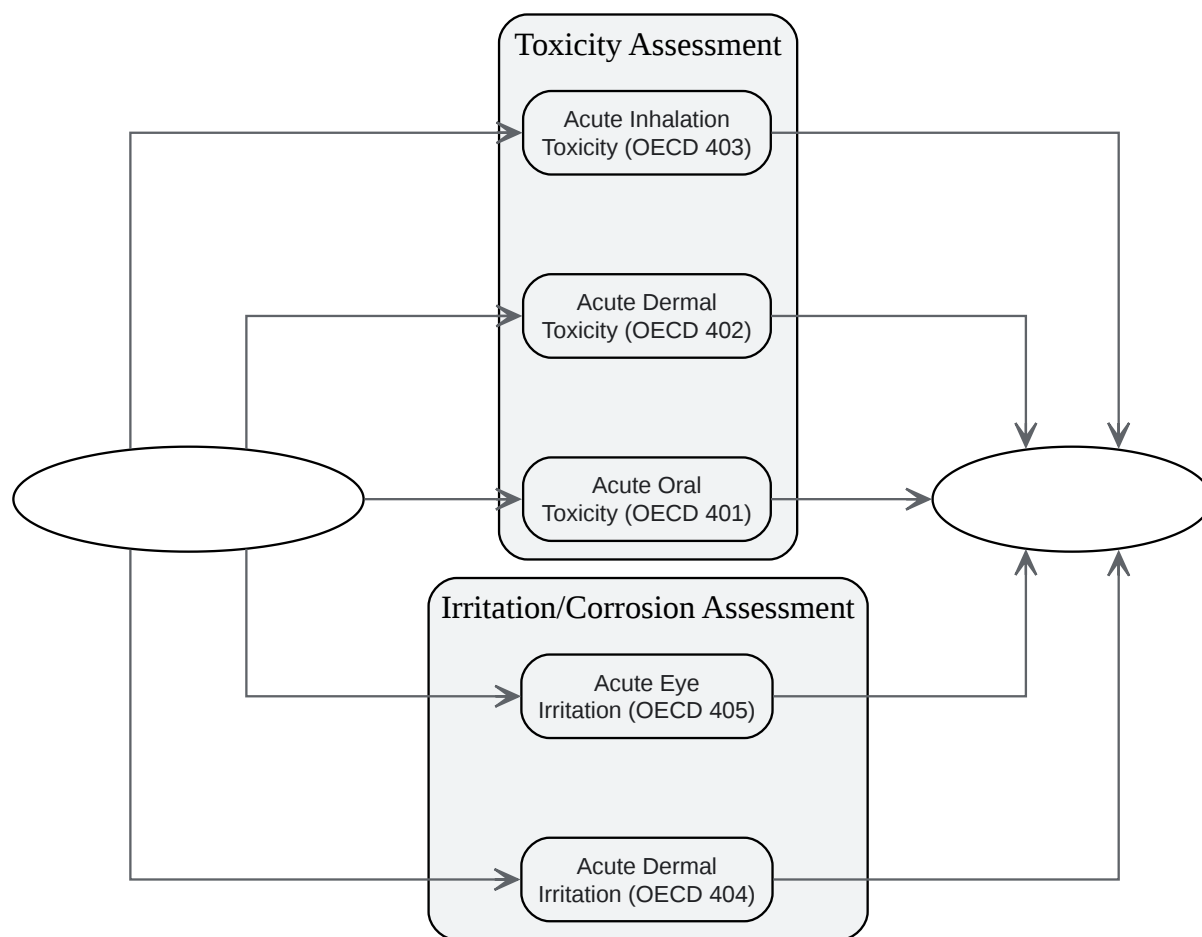 Toxicity Assessment
Acute Inhalation
Toxicity (OECD 403)
Acute Dermal
Toxicity (OECD 402)
Acute Oral
Toxicity (OECD 401)
Irritation/Corrosion Assessment
Acute Eye
Irritation (OECD 405)
Acute Dermal
Irritation (OECD 404)